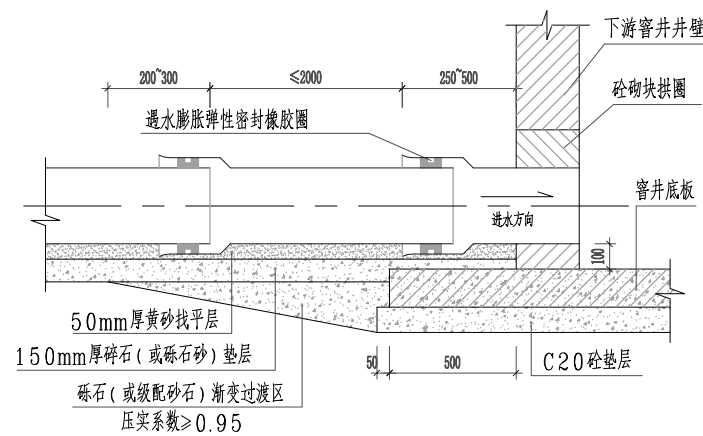 下游窨井井壁
200~300
≤2000
250~500
砼砌块拱圈
遇水膨胀弹性密封橡胶圈
窨井底板
进水方向
100
50mm厚黄砂找平层
150mm厚碎石(或砾石砂)垫层
50
500
C20砼垫层
砾石(或级配砂石)渐变过渡区
压实系数≥0.95